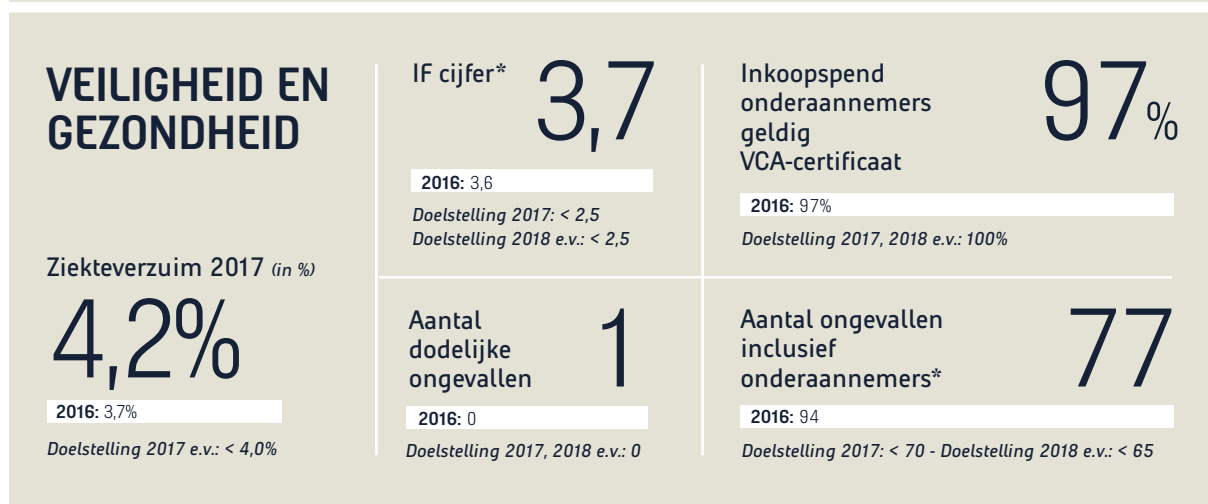 VEILIGHEID EN
GEZONDHEID
Ziekteverzuim 2017 (in %)
4,2%
2016: 3,7%
Doelstelling 2017 e.v.: < 4,0%
IF cijfer*
3,7
2016: 3,6
Doelstelling 2017: < 2,5
Doelstelling 2018 e.v.: < 2,5
Aantal
dodelijke
ongevallen
1
2016: 0
Doelstelling 2017, 2018 e.v.: 0
Inkoopspend
onderaannemers
geldig
VCA-certificaat
97%
2016: 97%
Doelstelling 2017, 2018 e.v.: 100%
Aantal ongevallen
inclusief
onderaannemers*
77
2016: 94
Doelstelling 2017: < 70 - Doelstelling 2018 e.v.: < 65